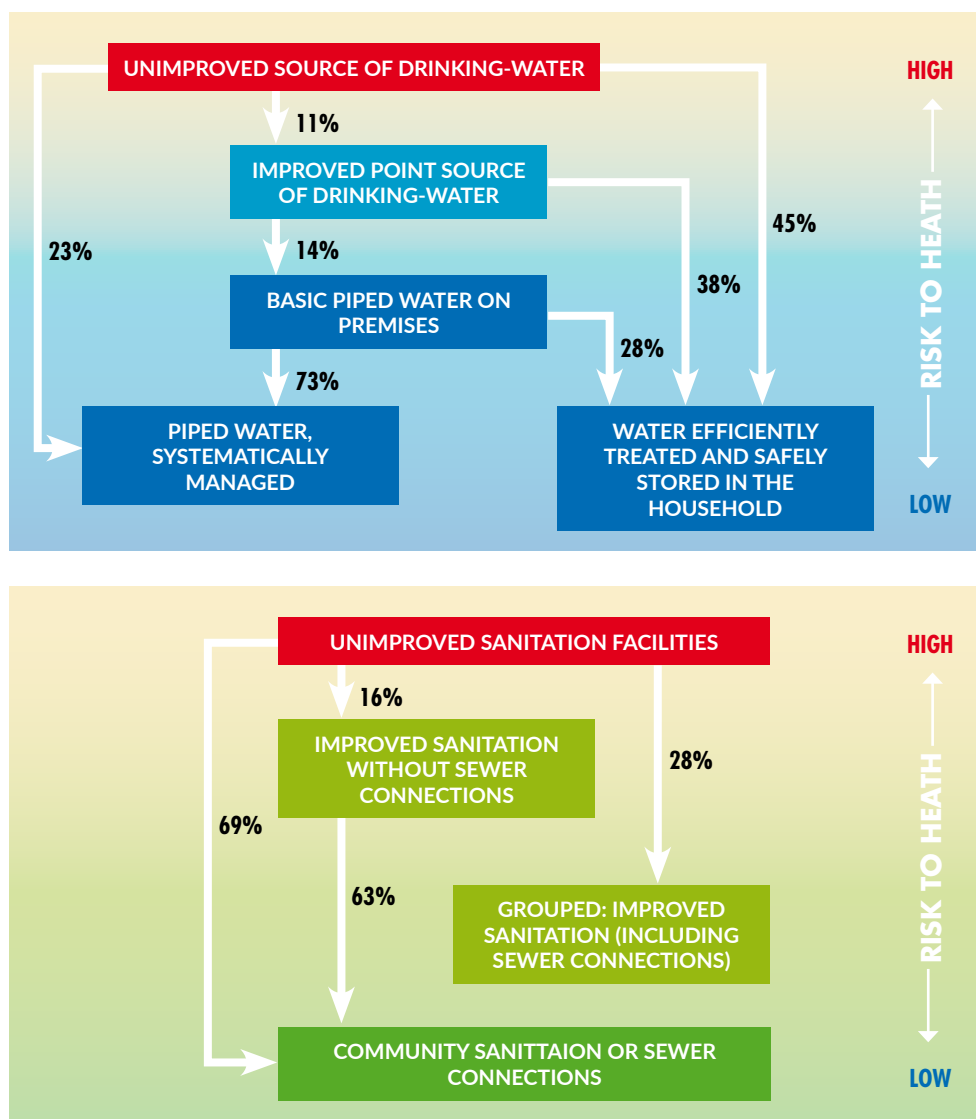 UNIMPROVED SOURCE OF DRINKING-WATER
HIGH
11%
IMPROVED POINT SOURCE
OF DRINKING-WATER
45%
23%
14%
38%
BASIC PIPED WATER ON
PREMISES
28%
73%
PIPED WATER,
SYSTEMATICALLY
MANAGED
WATER EFFICIENTLY
TREATED AND SAFELY
STORED IN THE
HOUSEHOLD
RISK TO HEATH
LOW
UNIMPROVED SANITATION FACILITIES
HIGH
16%
IMPROVED SANITATION
WITHOUT SEWER
CONNECTIONS
28%
69%
63%
GROUPED: IMPROVED
SANITATION (INCLUDING
SEWER CONNECTIONS)
COMMUNITY SANITTAION OR SEWER
CONNECTIONS
RISK TO HEATH
LOW